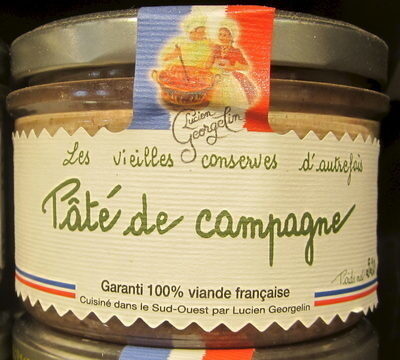 Lucien
Georgelin
Les vieilles conserves d'autrefois
Pâté de campagne
Garanti 100% viande française
Cuisiné dans le Sud-Ouest par Lucien Georgelin